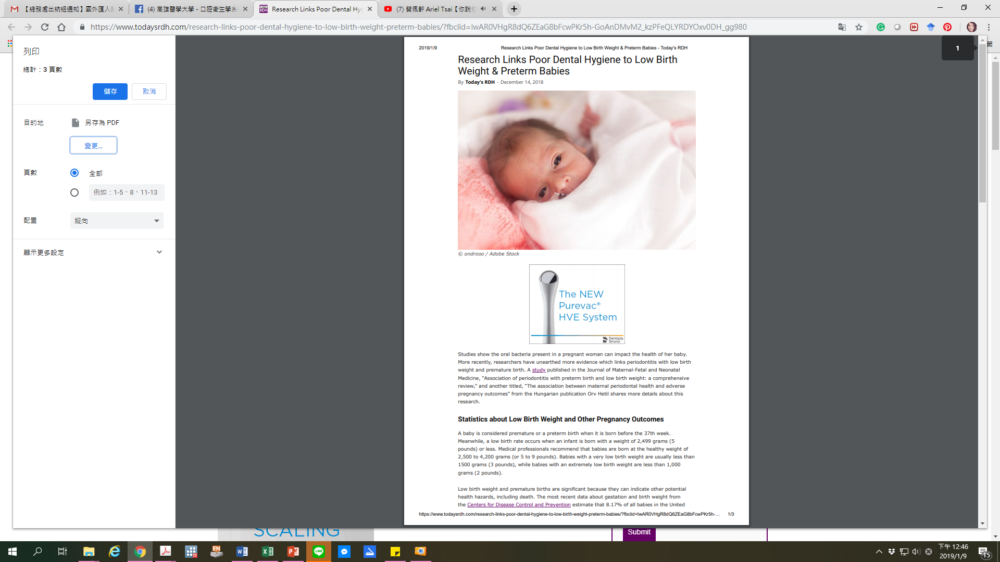 【總務處出納組通知】國外匯入
(4) 高雄醫學大學 - 口腔衛生學系
Research Links Poor Dental Hyg
(7) 蔡佩軒 Ariel Tsai【你說你
https://www.todaysrdh.com/research-links-poor-dental-hygiene-to-low-birth-weight-preterm-babies/?fbclid=IwAR0VHgR8dQ6ZEaG8bFcwPKr5h-GoAnDMvM2_kzPFeQLYRDYOxv0DH_gg980
列印
總計：3 頁數
儲存
取消
目的地
另存為 PDF
變更...
頁數
全部
例如：1-5、8、11-13
配置
縱向
顯示更多設定
1
2019/1/9
Research Links Poor Dental Hygiene to Low Birth Weight & Preterm Babies - Today's RDH
Research Links Poor Dental Hygiene to Low Birth
Weight & Preterm Babies
By Today's RDH - December 14, 2018
© ondrooo / Adobe Stock
The NEW
Purevac®
HVE System
Dentsply
Sirona
Studies show the oral bacteria present in a pregnant woman can impact the health of her baby.
More recently, researchers have unearthed more evidence which links periodontitis with low birth
weight and premature birth. A study published in the Journal of Maternal-Fetal and Neonatal
Medicine, “Association of periodontitis with preterm birth and low birth weight: a comprehensive
review,” and another titled, “The association between maternal periodontal health and adverse
pregnancy outcomes” from the Hungarian publication Orv Hetil shares more details about this
research.
Statistics about Low Birth Weight and Other Pregnancy Outcomes
A baby is considered premature or a preterm birth when it is born before the 37th week.
Meanwhile, a low birth rate occurs when an infant is born with a weight of 2,499 grams (5
pounds) or less. Medical professionals recommend that babies are born at the healthy weight of
2,500 to 4,200 grams (or 5 to 9 pounds). Babies with a very low birth weight are usually less than
1500 grams (3 pounds), while babies with an extremely low birth weight are less than 1,000
grams (2 pounds).
Low birth weight and premature births are significant because they can indicate other potential
health hazards, including death. The most recent data about gestation and birth weight from
the Centers for Disease Control and Prevention estimate that 8.17% of all babies in the United
https://www.todaysrdh.com/research-links-poor-dental-hygiene-to-low-birth-weight-preterm-babies/?fbclid=IwAR0VHgR8dQ6ZEaG8bFcwPKr5h-...
1/3
SCALING
Submit
下午 12:46
2019/1/9
15